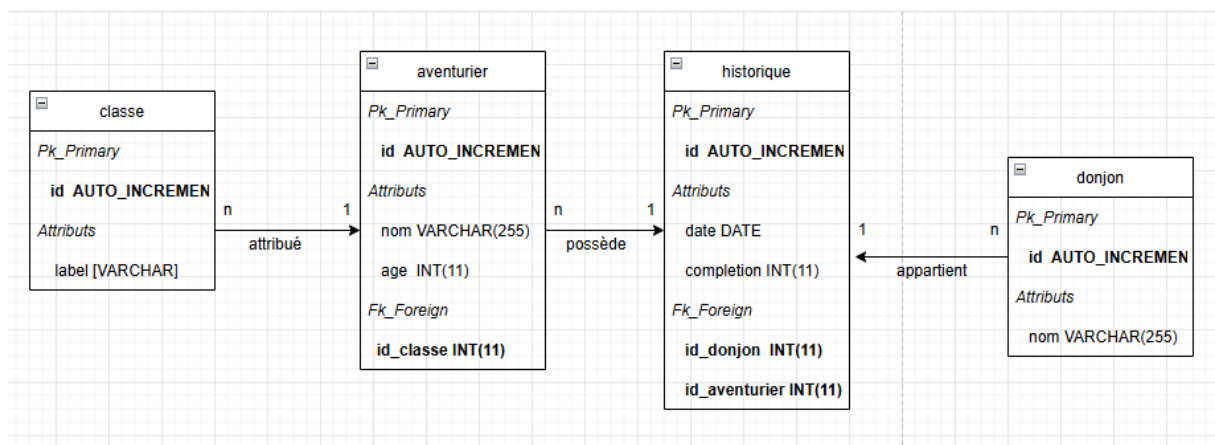 classe
Pk_Primary
id AUTO_INCREMEN
Attributs
label [VARCHAR]
n
1
attribué
aventurier
Pk_Primary
id AUTO_INCREMEN
Attributs
nom VARCHAR(255)
age INT(11)
Fk_Foreign
id_classe INT(11)
n
1
possède
historique
Pk_Primary
id AUTO_INCREMEN
Attributs
date DATE
completion INT(11)
Fk_Foreign
id_donjon INT(11)
id_aventurier INT(11)
1
n
appartient
donjon
Pk_Primary
id AUTO_INCREMEN
Attributs
nom VARCHAR(255)